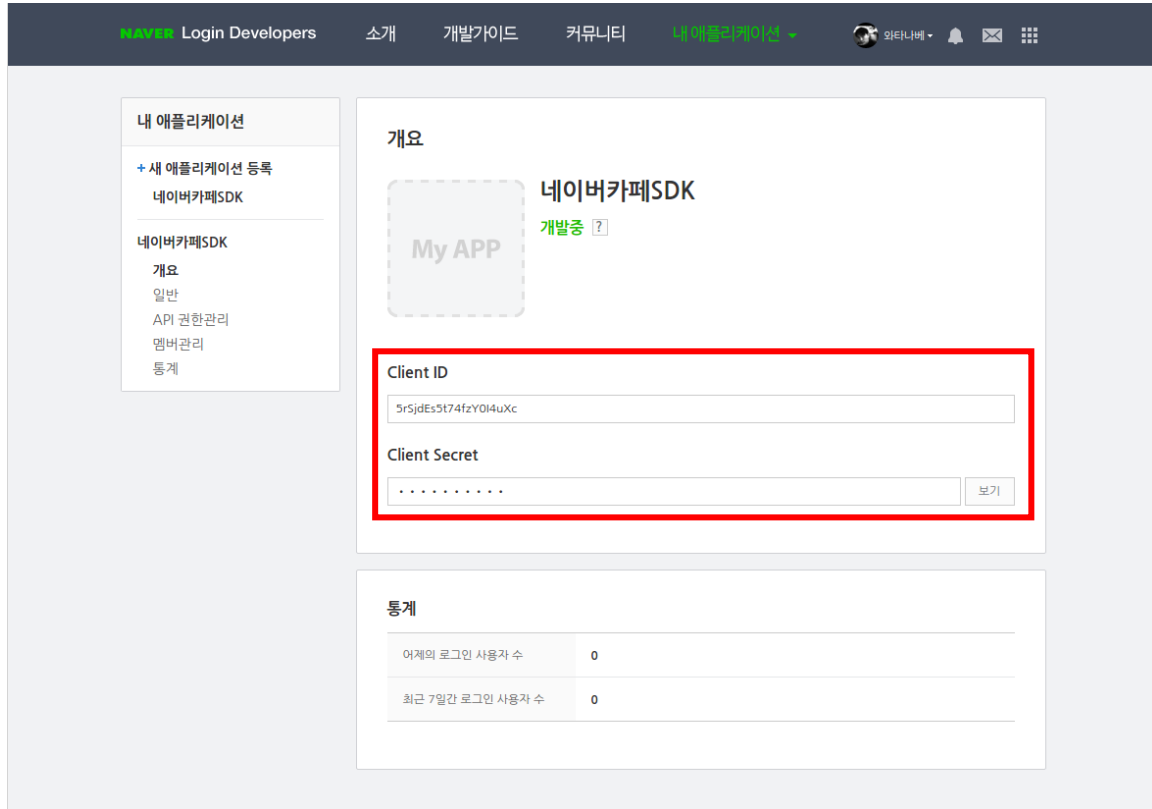 NAVER Login Developers 소개 개발가이드 커뮤니티 내 애플리케이션 와타나베
내 애플리케이션
+ 새 애플리케이션 등록
네이버카페SDK
네이버카페SDK
개요
일반
API 권한관리
멤버관리
통계
개요
My APP
네이버카페SDK
개발중 ?
Client ID
5rSjdEs5t74fzY0I4uXc
Client Secret
• • • • • • • • • •
보기
통계
어제의 로그인 사용자 수 0
최근 7일간 로그인 사용자 수 0